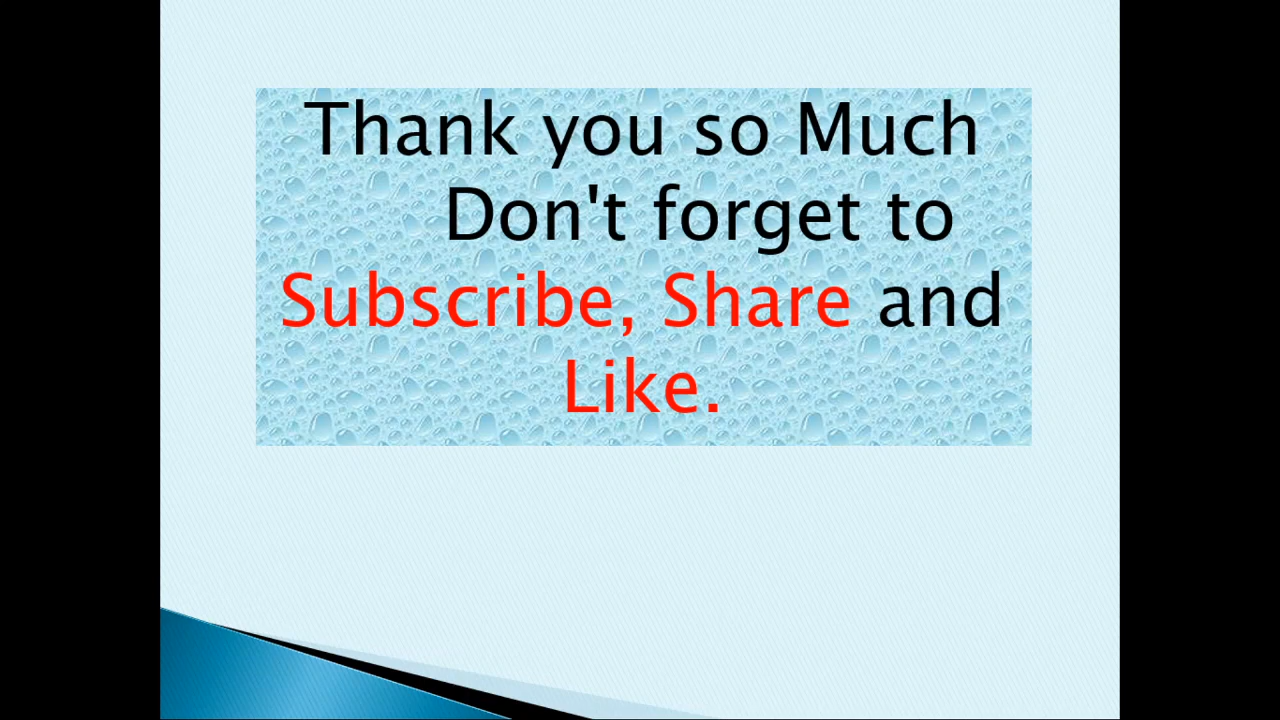 Thank you so Much
Don't forget to
Subscribe, Share and
Like.